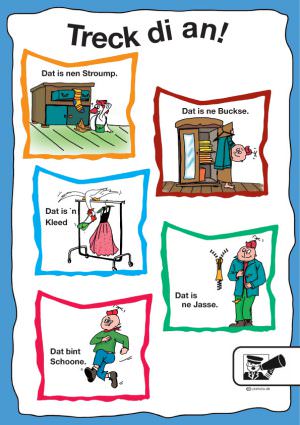 Treck di an!
Dat is nen Stroump.
Dat is ne Buckse.
Dat is ´n
Kleed
Dat is
ne Jasse.
Dat bint
Schoone.